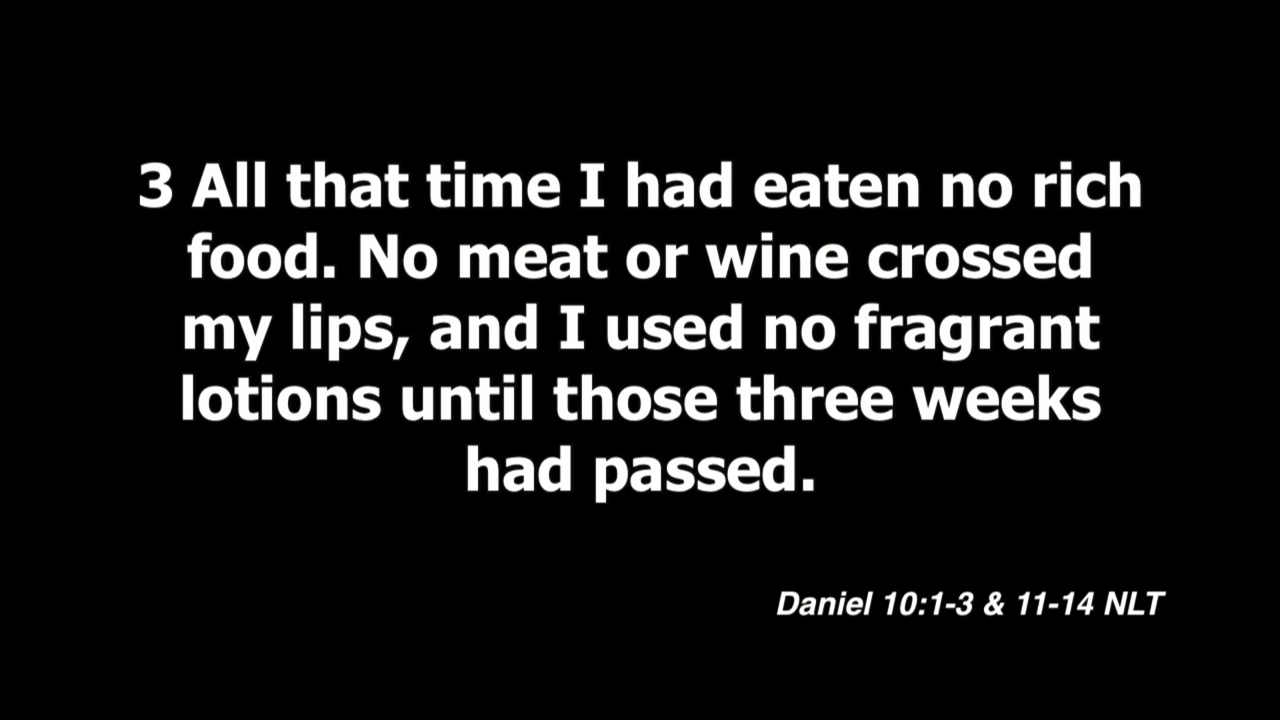 3 All that time I had eaten no rich
food. No meat or wine crossed
my lips, and I used no fragrant
lotions until those three weeks
had passed.
Daniel 10:1-3 & 11-14 NLT